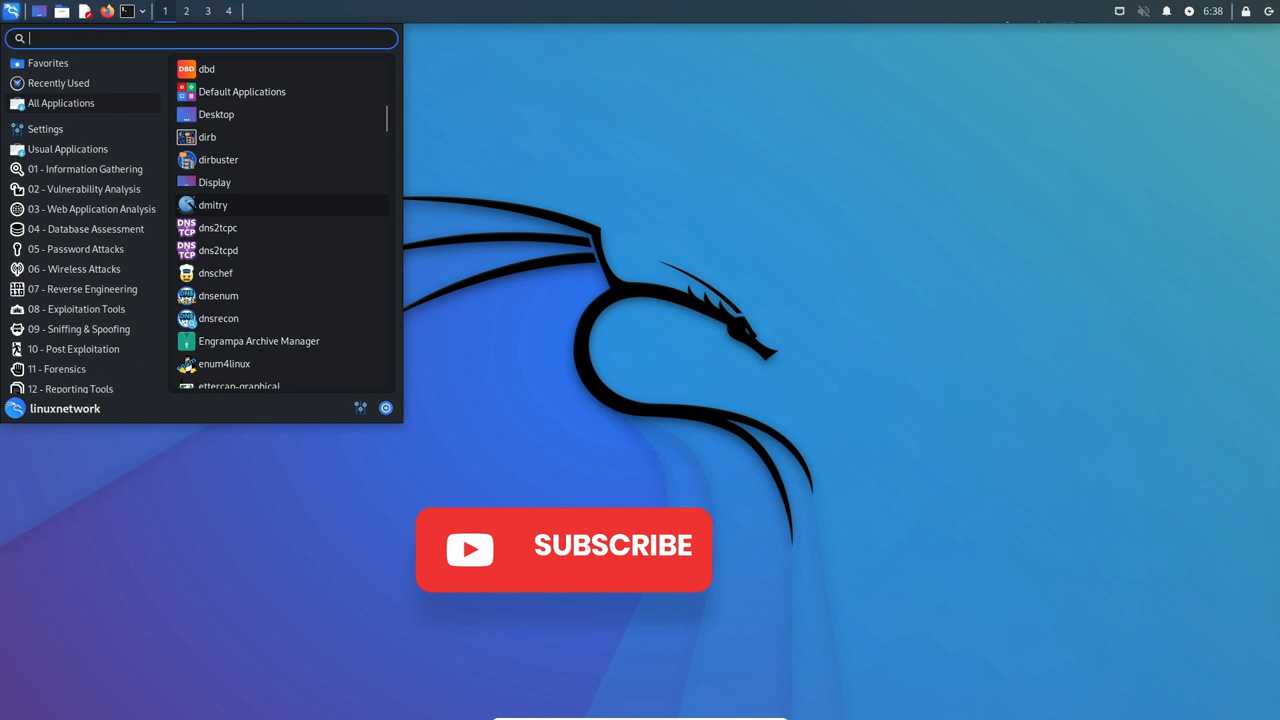 1 2 3 4
6:38
Favorites
Recently Used
All Applications
Settings
Usual Applications
01 - Information Gathering
02 - Vulnerability Analysis
03 - Web Application Analysis
04 - Database Assessment
05 - Password Attacks
06 - Wireless Attacks
07 - Reverse Engineering
08 - Exploitation Tools
09 - Sniffing & Spoofing
10 - Post Exploitation
11 - Forensics
12 - Reporting Tools
DBD dbd
Default Applications
Desktop
dirb
dirbuster
Display
dmitry
DNS TCP dns2tcpc
DNS TCP dns2tcpd
dnschef
dnsenum
dnsrecon
Engrampa Archive Manager
enum4linux
ettercap-graphical
linuxnetwork
SUBSCRIBE